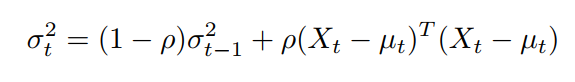 σ_t^2 = (1 − ρ)σ_{t−1}^2 + ρ(X_t − μ_t)^T (X_t − μ_t)